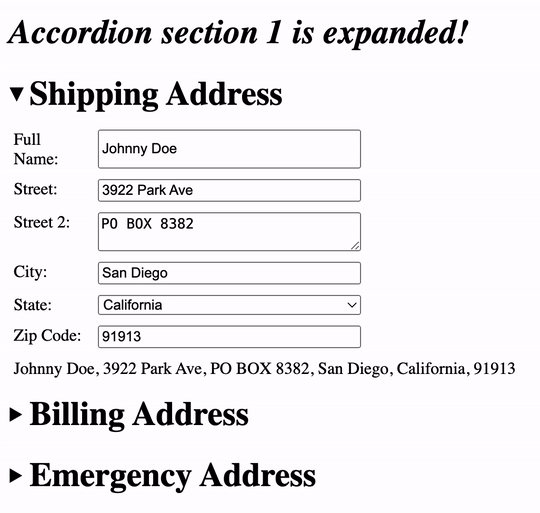 Accordion section 1 is expanded!
Shipping Address
Full
Name:
Johnny Doe
Street:
3922 Park Ave
Street 2:
PO BOX 8382
City:
San Diego
State:
California
Zip Code:
91913
Johnny Doe, 3922 Park Ave, PO BOX 8382, San Diego, California, 91913
Billing Address
Emergency Address